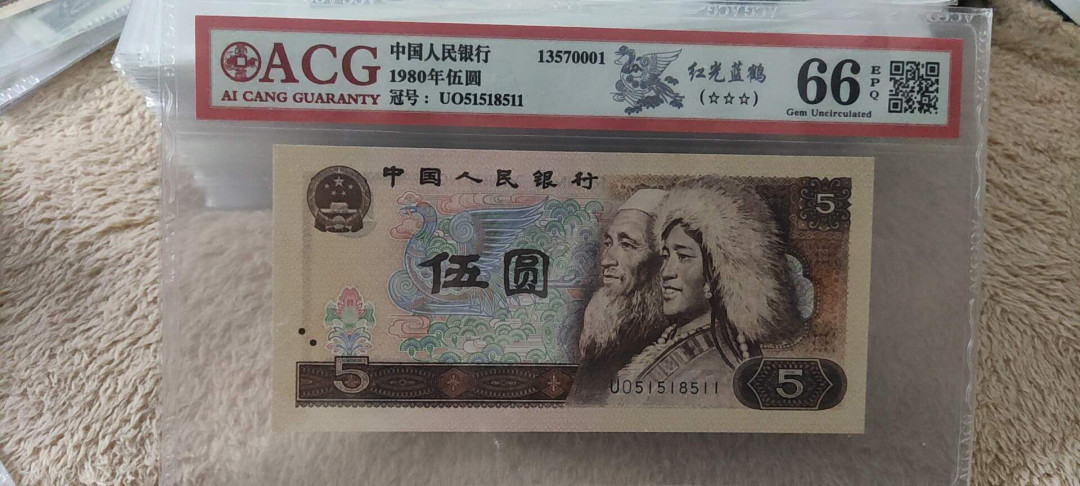 ACG
AI CANG GUARANTY
中国人民银行
1980年伍圆
冠号：UO51518511
13570001
红光蓝鹤
(☆☆☆)
66
EPQ
Gem Uncirculated
中国人民银行
5
伍圆
5
UO51518511
5